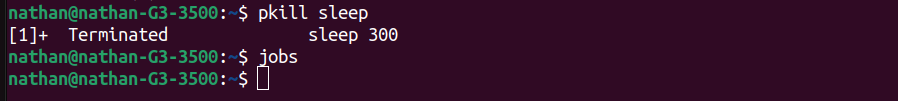 nathan@nathan-G3-3500:~$ pkill sleep
[1]+  Terminated              sleep 300
nathan@nathan-G3-3500:~$ jobs
nathan@nathan-G3-3500:~$